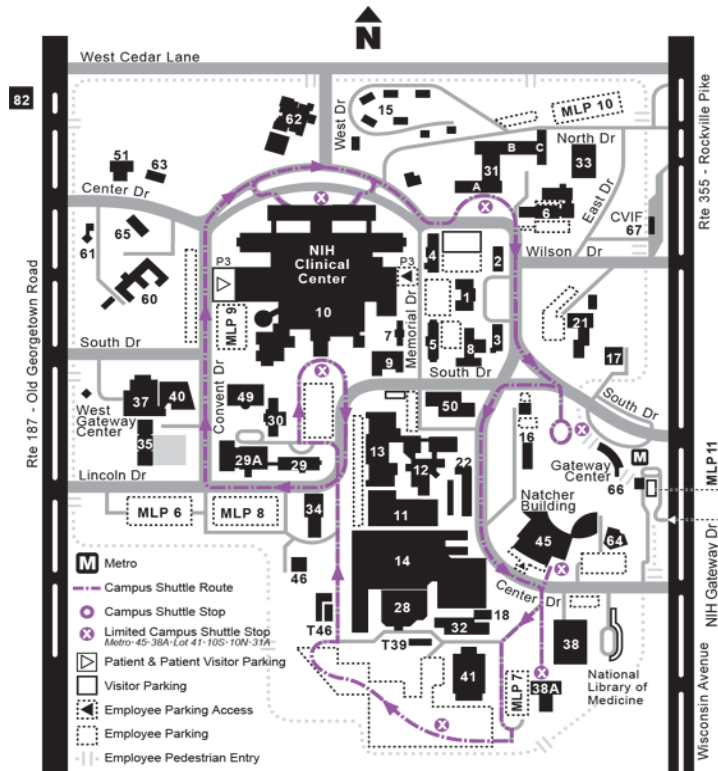 N
West Cedar Lane
82
62
West Dr
15
MLP 10
North Dr
B
C
31
A
33
51
63
Center Dr
6
East Dr
CVIF
67
Rte 355 - Rockville Pike
65
61
60
P3
NIH
Clinical
Center
10
P3
4
2
Wilson Dr
1
MLP 9
7
Memorial Dr
5
8
3
21
17
9
South Dr
South Dr
South Dr
Rte 187 - Old Georgetown Road
37
40
West
Gateway
Center
35
Convent Dr
49
30
50
16
13
12
22
29A
29
Gateway
Center
66
M
MLP 11
Lincoln Dr
MLP 6
MLP 8
34
11
Natcher
Building
45
64
NIH Gateway Dr
14
46
Center Dr
M Metro
Campus Shuttle Route
Campus Shuttle Stop
Limited Campus Shuttle Stop
Metro-45-38A-Lot 41-10S-10N-31A
Patient & Patient Visitor Parking
Visitor Parking
Employee Parking Access
Employee Parking
Employee Pedestrian Entry
T46
28
18
32
T39
38
41
MLP 7
38A
National
Library of
Medicine
Wisconsin Avenue